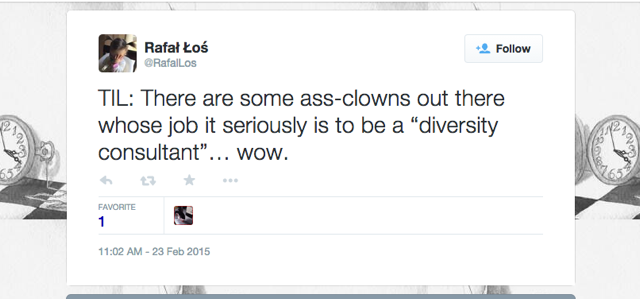 Rafał Łoś
@RafalLos
Follow
TIL: There are some ass-clowns out there
whose job it seriously is to be a “diversity
consultant”… wow.
FAVORITE
1
11:02 AM - 23 Feb 2015